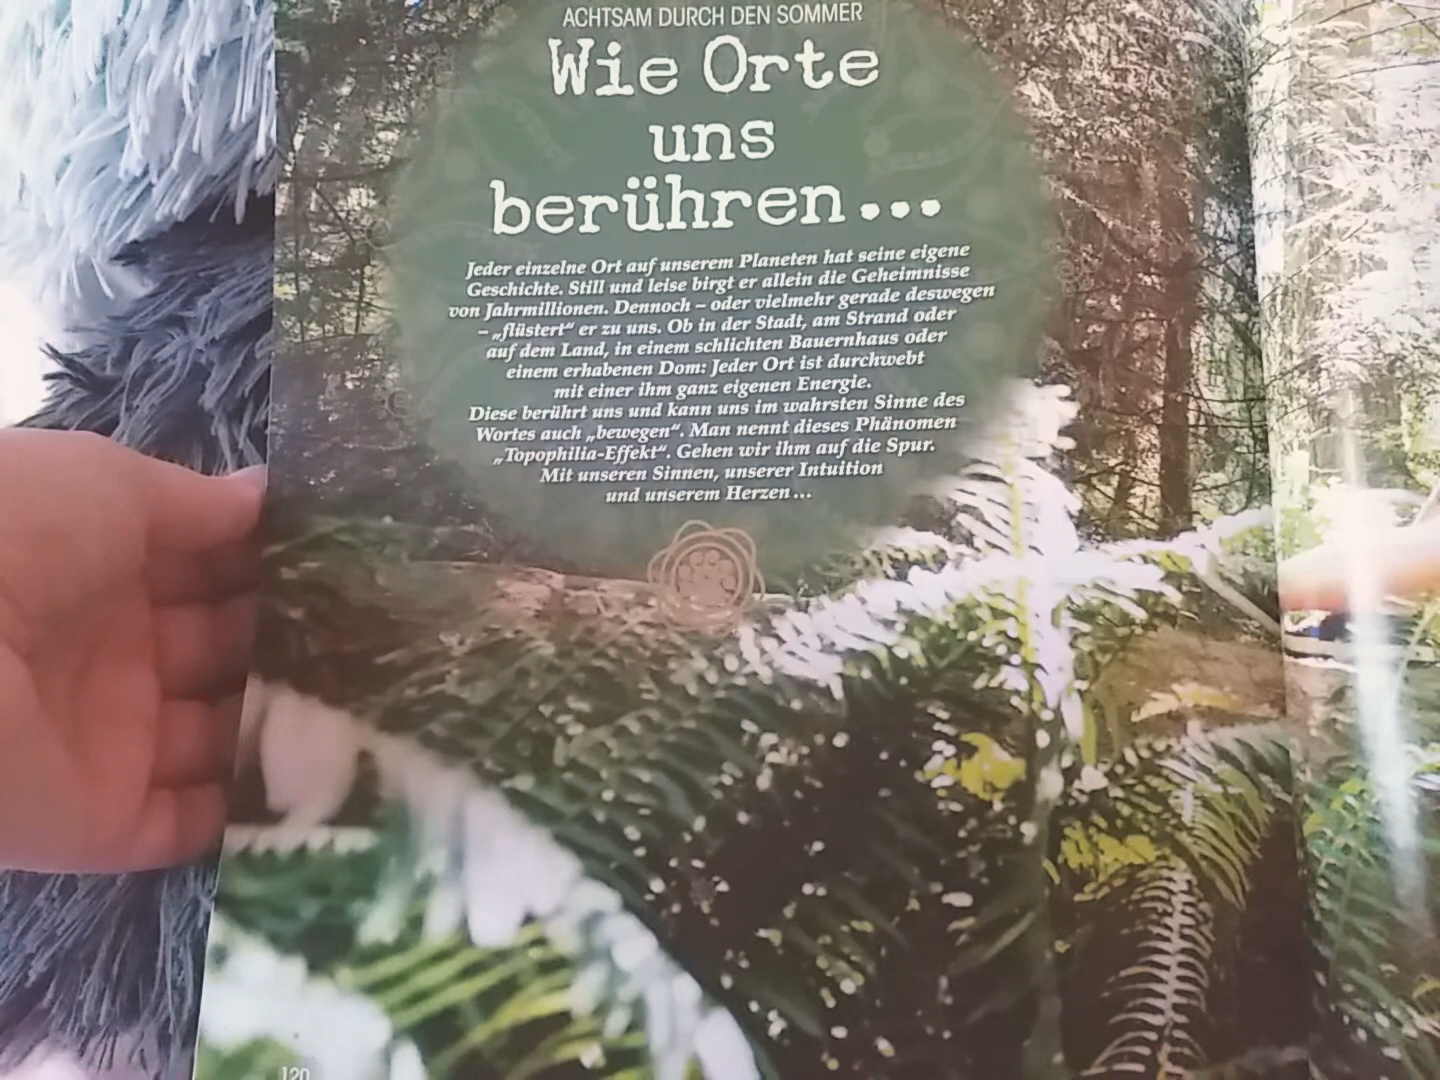 ACHTSAM DURCH DEN SOMMER
Wie Orte
uns
berühren...
Jeder einzelne Ort auf unserem Planeten hat seine eigene
Geschichte. Still und leise birgt er allein die Geheimnisse
von Jahrmillionen. Dennoch – oder vielmehr gerade deswegen
– „flüstert“ er zu uns. Ob in der Stadt, am Strand oder
auf dem Land, in einem schlichten Bauernhaus oder
einem erhabenen Dom: Jeder Ort ist durchwebt
mit einer ihm ganz eigenen Energie.
Diese berührt uns und kann uns im wahrsten Sinne des
Wortes auch „bewegen“. Man nennt dieses Phänomen
„Topophilia-Effekt“. Gehen wir ihm auf die Spur.
Mit unseren Sinnen, unserer Intuition
und unserem Herzen...
120